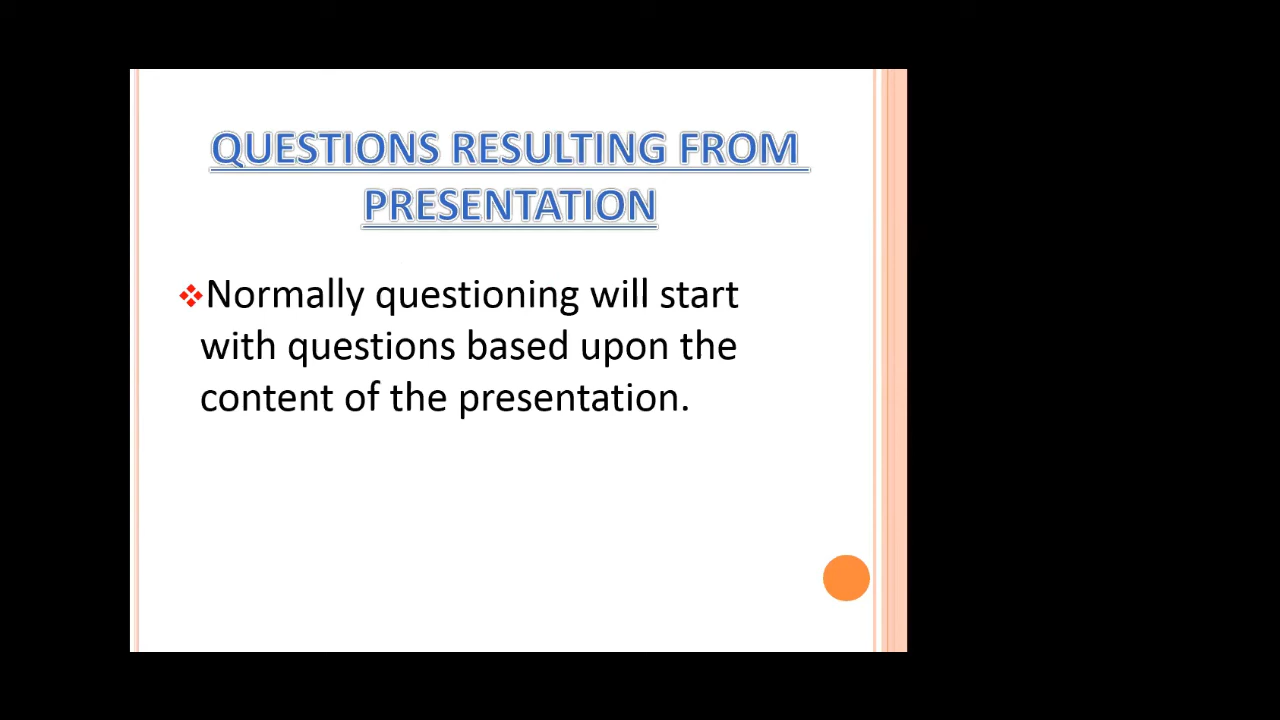 QUESTIONS RESULTING FROM
PRESENTATION
Normally questioning will start
with questions based upon the
content of the presentation.